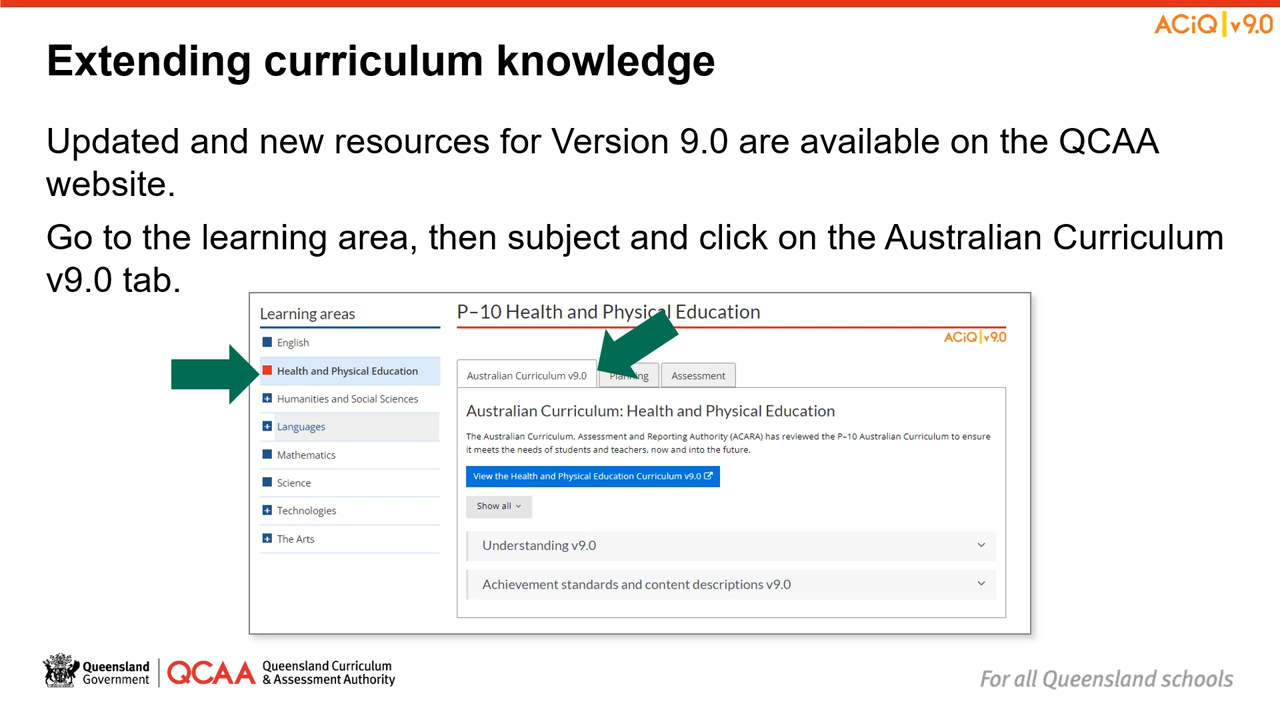 ACiQ v9.0
Extending curriculum knowledge
Updated and new resources for Version 9.0 are available on the QCAA
website.
Go to the learning area, then subject and click on the Australian Curriculum
v9.0 tab.
Learning areas
English
Health and Physical Education
Humanities and Social Sciences
Languages
Mathematics
Science
Technologies
The Arts
P–10 Health and Physical Education
ACiQ v9.0
Australian Curriculum v9.0 Planning Assessment
Australian Curriculum: Health and Physical Education
The Australian Curriculum, Assessment and Reporting Authority (ACARA) has reviewed the P–10 Australian Curriculum to ensure
it meets the needs of students and teachers, now and into the future.
View the Health and Physical Education Curriculum v9.0
Show all
Understanding v9.0
Achievement standards and content descriptions v9.0
Queensland
Government
QCAA
Queensland Curriculum
& Assessment Authority
For all Queensland schools